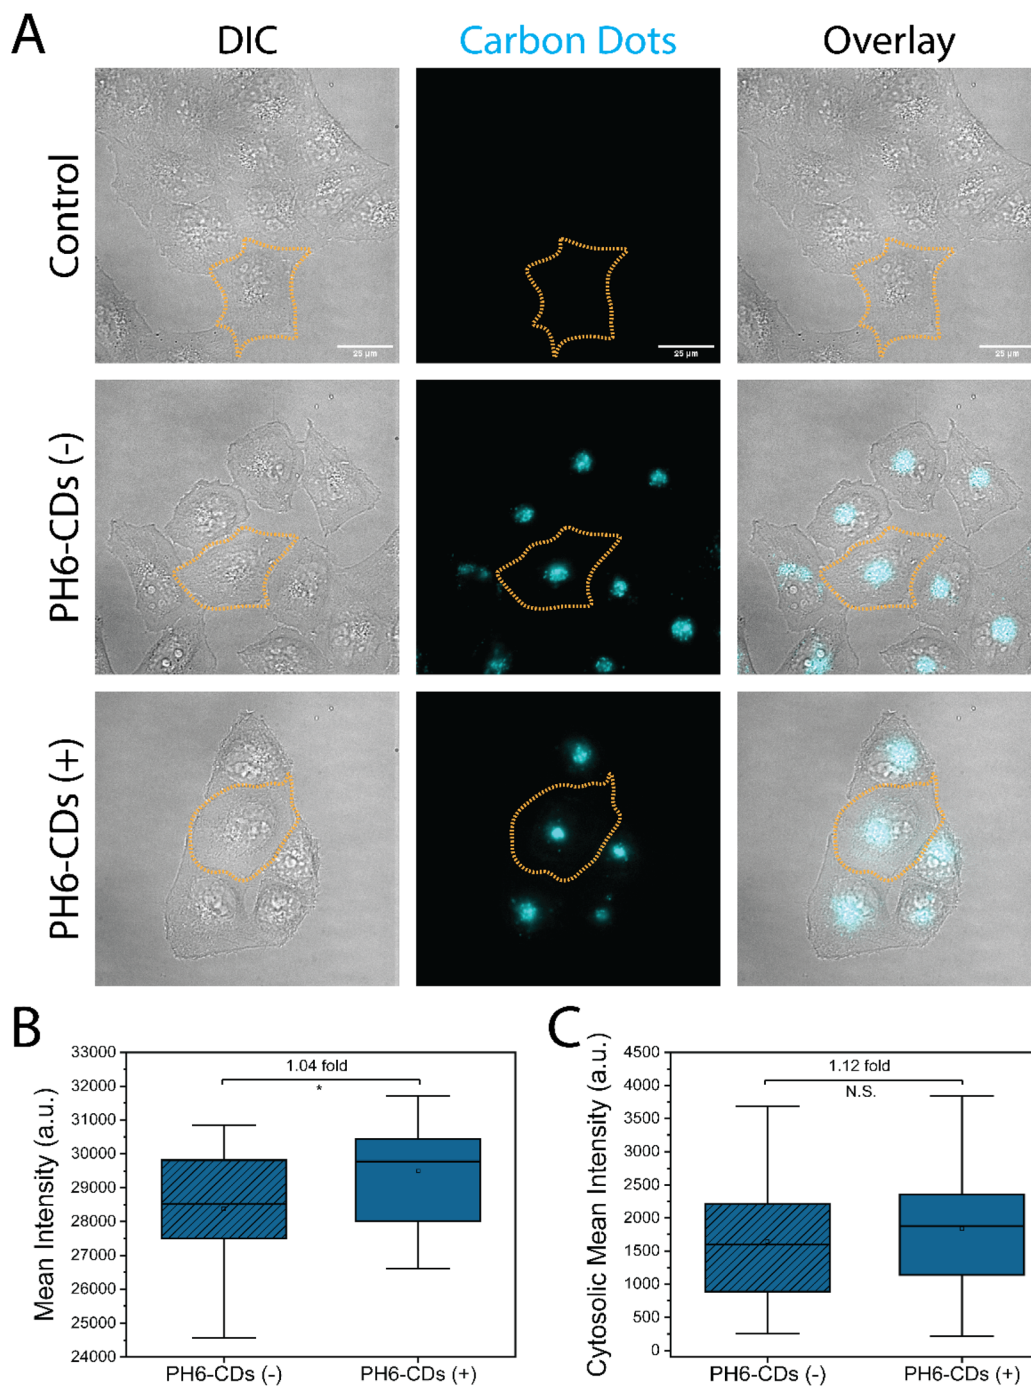 A
DIC
Carbon Dots
Overlay
Control
25 µm
25 µm
25 µm
PH6-CDs (-)
PH6-CDs (+)
B
Mean Intensity (a.u.)
33000
32000
31000
30000
29000
28000
27000
26000
25000
24000
1.04 fold
*
PH6-CDs (-)
PH6-CDs (+)
C
Cytosolic Mean Intensity (a.u.)
4500
4000
3500
3000
2500
2000
1500
1000
500
0
1.12 fold
N.S.
PH6-CDs (-)
PH6-CDs (+)